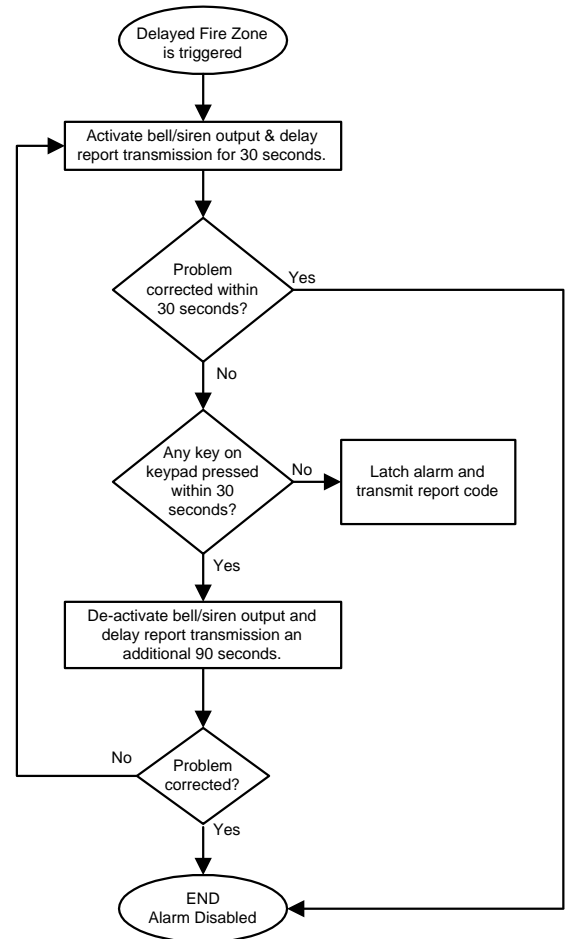 Delayed Fire Zone
is triggered
Activate bell/siren output & delay
report transmission for 30 seconds.
Problem
corrected within
30 seconds?
Yes
No
Any key on
keypad pressed
within 30
seconds?
No
Latch alarm and
transmit report code
Yes
De-activate bell/siren output and
delay report transmission an
additional 90 seconds.
No
Problem
corrected?
Yes
END
Alarm Disabled